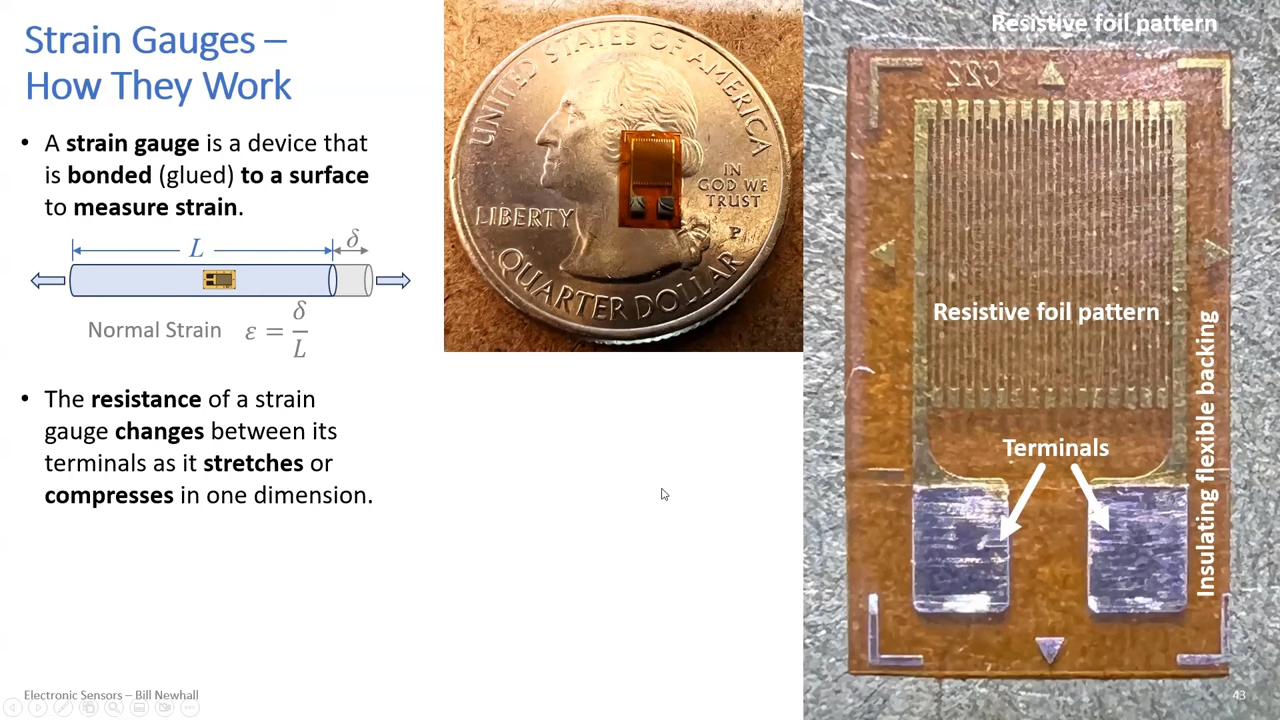 Strain Gauges –
How They Work
• A strain gauge is a device that
is bonded (glued) to a surface
to measure strain.
L
δ
Normal Strain ε = δ / L
• The resistance of a strain
gauge changes between its
terminals as it stretches or
compresses in one dimension.
Electronic Sensors – Bill Newhall
UNITED STATES OF AMERICA
IN
GOD WE
TRUST
LIBERTY
P
QUARTER DOLLAR
Resistive foil pattern
Resistive foil pattern
Terminals
Insulating flexible backing
43